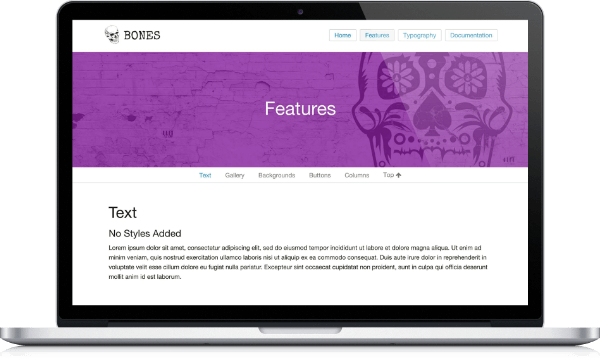 BONES
Home Features Typography Documentation
Features
Text Gallery Backgrounds Buttons Columns Top
Text
No Styles Added
Lorem ipsum dolor sit amet, consectetur adipiscing elit, sed do eiusmod tempor incididunt ut labore et dolore magna aliqua. Ut enim ad
minim veniam, quis nostrud exercitation ullamco laboris nisi ut aliquip ex ea commodo consequat. Duis aute irure dolor in reprehenderit in
voluptate velit esse cillum dolore eu fugiat nulla pariatur. Excepteur sint occaecat cupidatat non proident, sunt in culpa qui officia deserunt
mollit anim id est laborum.